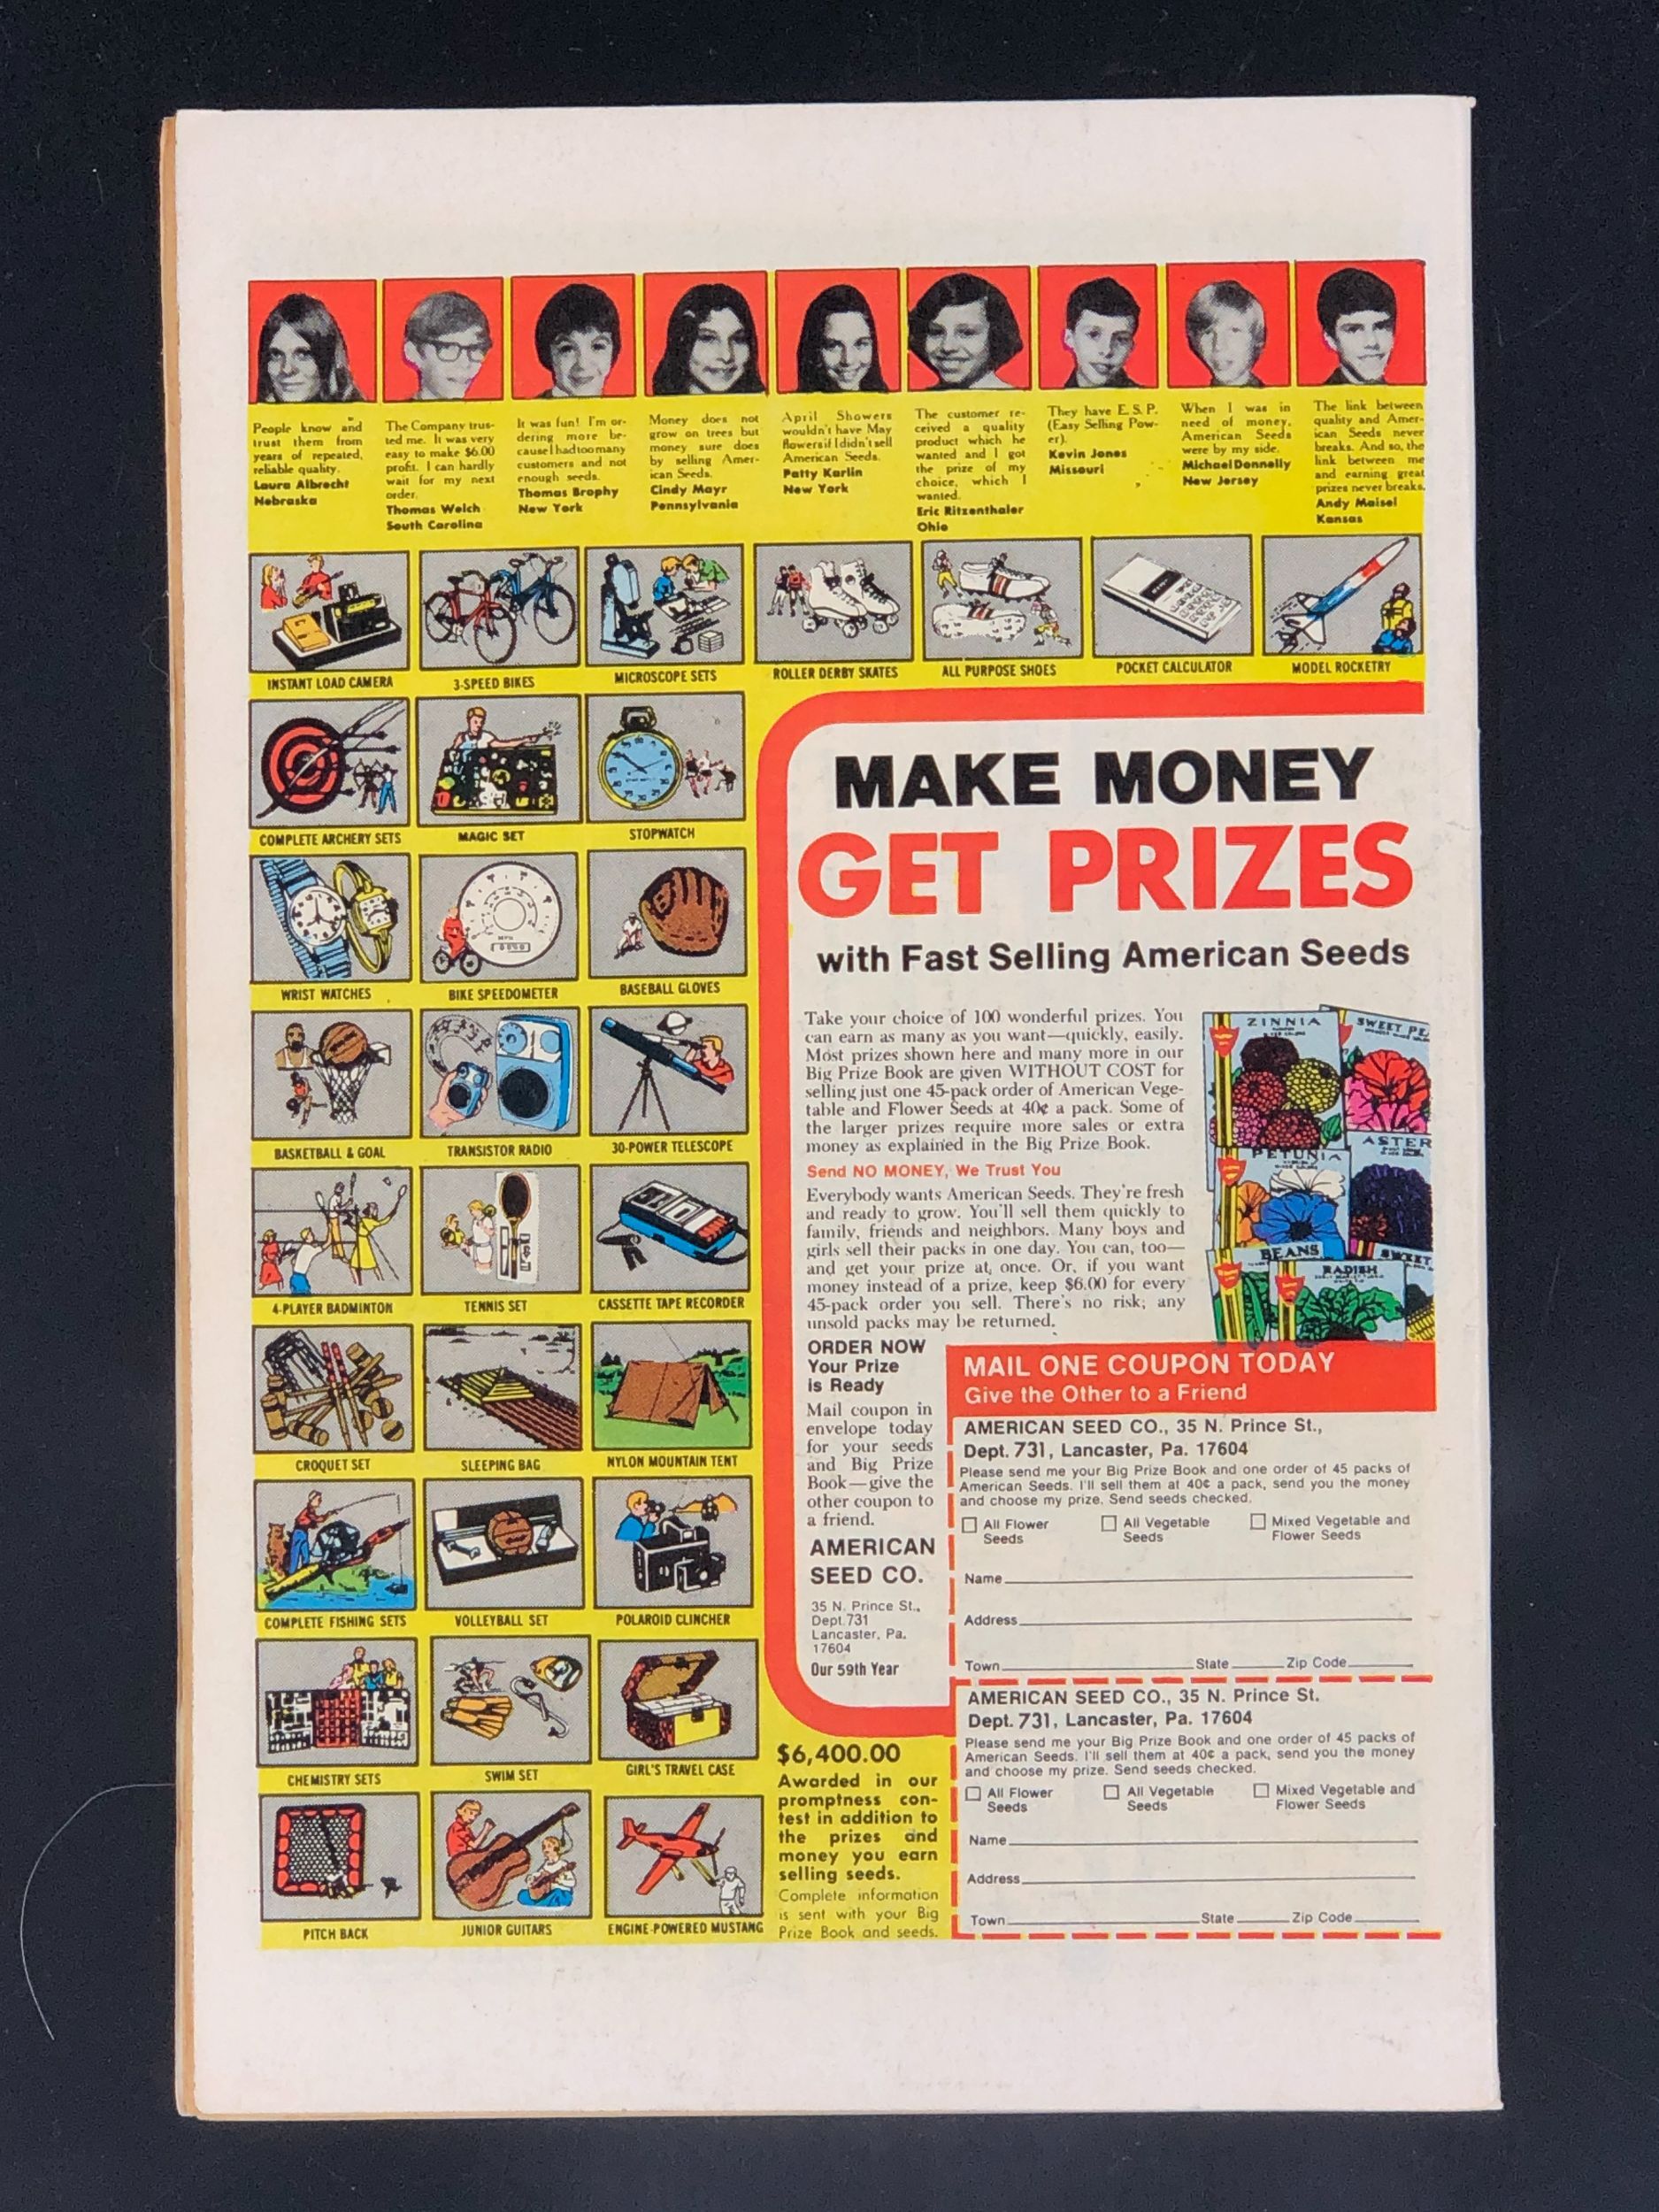 People know and
trust them from
years of repeated,
reliable quality.
Laura Albrecht
Nebraska
The Company trus-
ted me. It was very
easy to make $6.00
profit. I can hardly
wait for my next
order.
Thomas Welch
South Carolina
It was fun! I'm or-
dering more be-
cause I had too many
customers and not
enough seeds.
Thomas Brophy
New York
Money does not
grow on trees but
money sure does
by selling Amer-
ican Seeds.
Cindy Mayr
Pennsylvania
April Showers
wouldn't have May
flowers if I didn't sell
American Seeds.
Patty Karlin
New York
The customer re-
ceived a quality
product which he
wanted and I got
the prize of my
choice, which I
wanted.
Eric Ritzenthaler
Ohio
They have E.S.P.
(Easy Selling Pow-
er).
Kevin Jones
Missouri
When I was in
need of money,
American Seeds
were by my side.
Michael Donnelly
New Jersey
The link between
quality and Amer-
ican Seeds never
breaks. And so, the
link between me
and earning great
prizes never breaks.
Andy Maisel
Kansas
INSTANT LOAD CAMERA
3-SPEED BIKES
MICROSCOPE SETS
ROLLER DERBY SKATES
ALL PURPOSE SHOES
POCKET CALCULATOR
MODEL ROCKETRY
COMPLETE ARCHERY SETS
MAGIC SET
STOPWATCH
WRIST WATCHES
BIKE SPEEDOMETER
BASEBALL GLOVES
BASKETBALL & GOAL
TRANSISTOR RADIO
30-POWER TELESCOPE
4-PLAYER BADMINTON
TENNIS SET
CASSETTE TAPE RECORDER
CROQUET SET
SLEEPING BAG
NYLON MOUNTAIN TENT
COMPLETE FISHING SETS
VOLLEYBALL SET
POLAROID CLINCHER
CHEMISTRY SETS
SWIM SET
GIRL'S TRAVEL CASE
PITCH BACK
JUNIOR GUITARS
ENGINE-POWERED MUSTANG
MAKE MONEY
GET PRIZES
with Fast Selling American Seeds
Take your choice of 100 wonderful prizes. You
can earn as many as you want—quickly, easily.
Most prizes shown here and many more in our
Big Prize Book are given WITHOUT COST for
selling just one 45-pack order of American Vege-
table and Flower Seeds at 40¢ a pack. Some of
the larger prizes require more sales or extra
money as explained in the Big Prize Book.
Send NO MONEY, We Trust You
Everybody wants American Seeds. They're fresh
and ready to grow. You'll sell them quickly to
family, friends and neighbors. Many boys and
girls sell their packs in one day. You can, too—
and get your prize at once. Or, if you want
money instead of a prize, keep $6.00 for every
45-pack order you sell. There's no risk; any
unsold packs may be returned.
ZINNIA
SWEET PE
ASTER
PETUNIA
BEANS
SWEET
RADISH
ORDER NOW
Your Prize
is Ready
Mail coupon in
envelope today
for your seeds
and Big Prize
Book—give the
other coupon to
a friend.
AMERICAN
SEED CO.
35 N. Prince St.,
Dept. 731
Lancaster, Pa.
17604
Our 59th Year
MAIL ONE COUPON TODAY
Give the Other to a Friend
AMERICAN SEED CO., 35 N. Prince St.,
Dept. 731, Lancaster, Pa. 17604
Please send me your Big Prize Book and one order of 45 packs of
American Seeds. I'll sell them at 40¢ a pack, send you the money
and choose my prize. Send seeds checked.
All Flower
Seeds
All Vegetable
Seeds
Mixed Vegetable and
Flower Seeds
Name
Address
Town State Zip Code
AMERICAN SEED CO., 35 N. Prince St.
Dept. 731, Lancaster, Pa. 17604
Please send me your Big Prize Book and one order of 45 packs of
American Seeds. I'll sell them at 40¢ a pack, send you the money
and choose my prize. Send seeds checked.
All Flower
Seeds
All Vegetable
Seeds
Mixed Vegetable and
Flower Seeds
Name
Address
Town State Zip Code
$6,400.00
Awarded in our
promptness con-
test in addition to
the prizes and
money you earn
selling seeds.
Complete information
is sent with your Big
Prize Book and seeds.